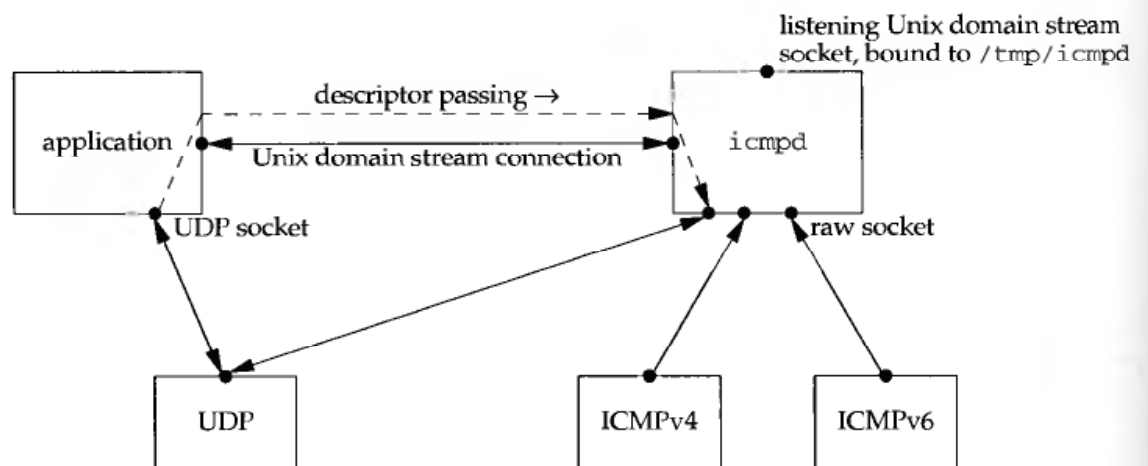 listening Unix domain stream
socket, bound to /tmp/icmpd
descriptor passing →
application
icmpd
Unix domain stream connection
UDP socket
raw socket
UDP
ICMPv4
ICMPv6